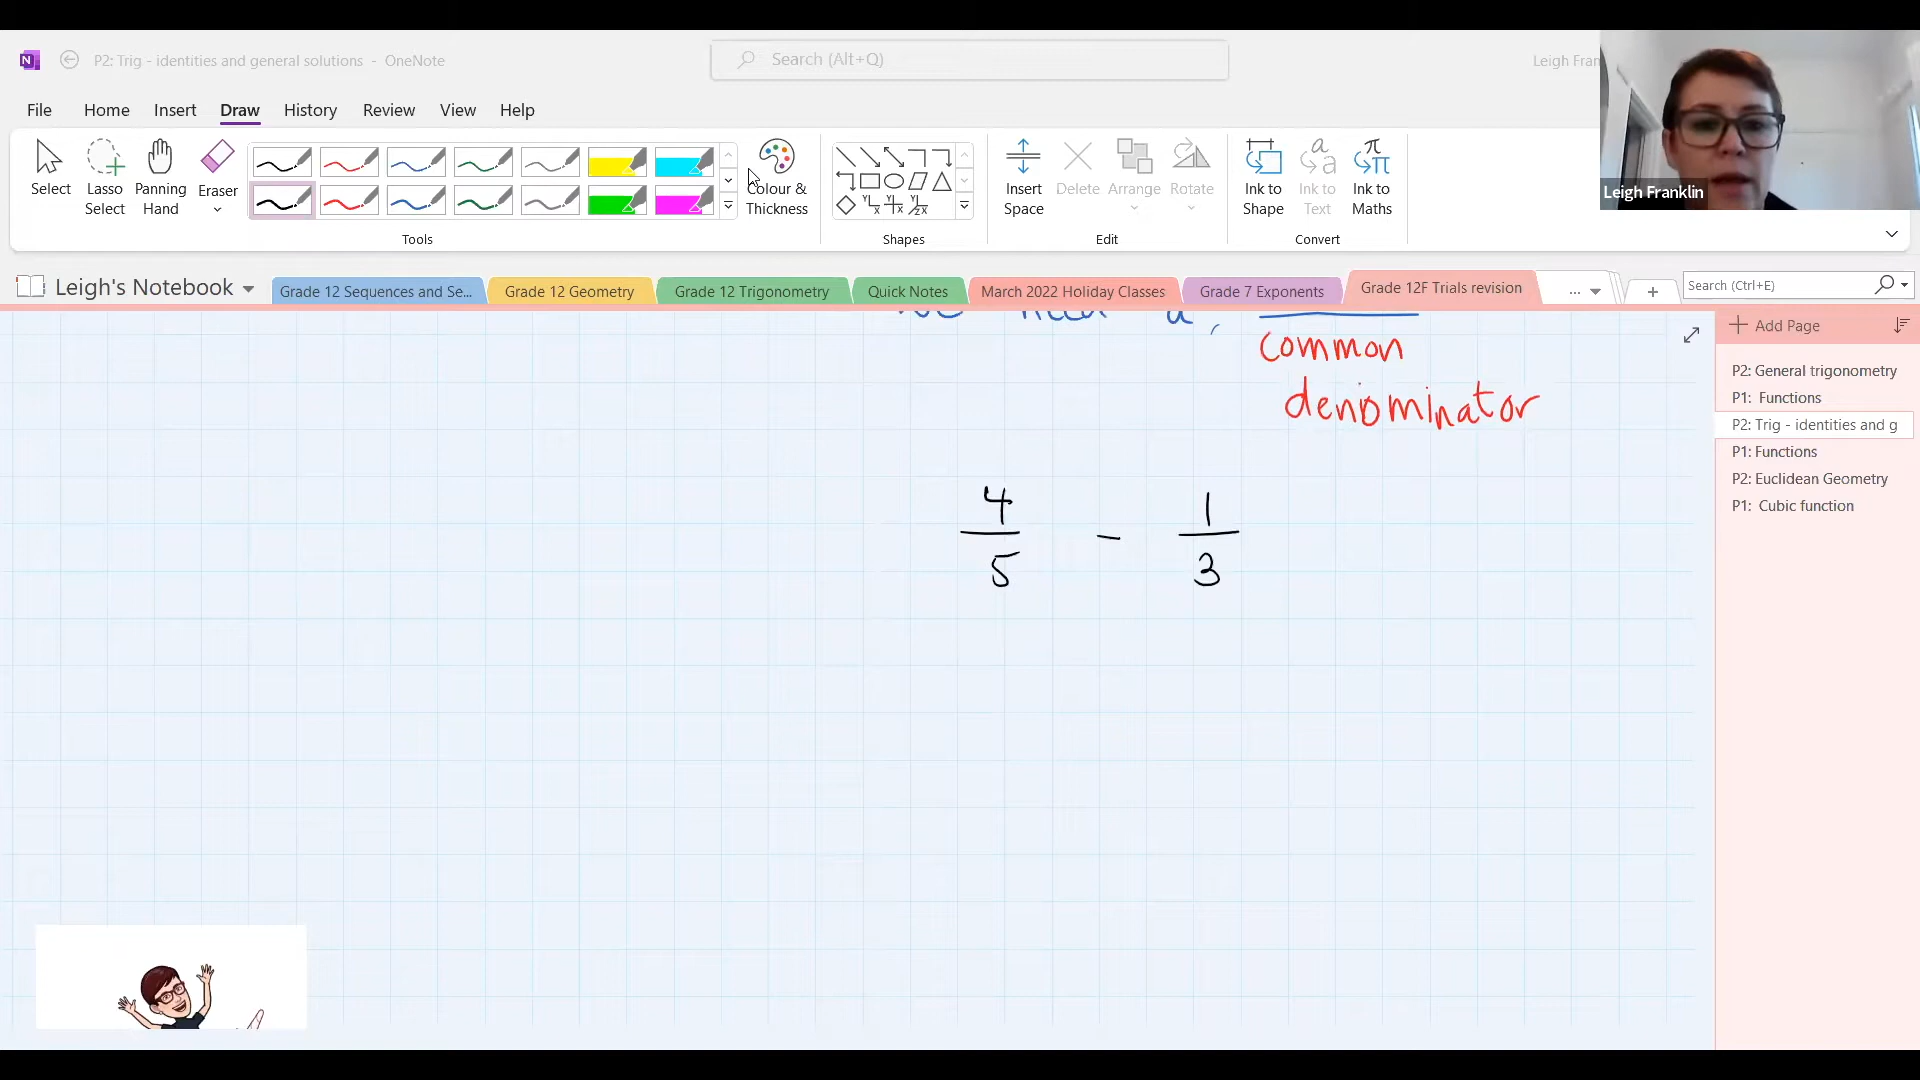 P2: Trig - identities and general solutions - OneNote
Search (Alt+Q)
Leigh Fran
File Home Insert Draw History Review View Help
Select
Lasso Select
Panning Hand
Eraser
Colour & Thickness
Insert Space
Delete
Arrange
Rotate
Ink to Shape
Ink to Text
Ink to Maths
Tools
Shapes
Edit
Convert
Leigh Franklin
Leigh's Notebook
Grade 12 Sequences and Se...
Grade 12 Geometry
Grade 12 Trigonometry
Quick Notes
March 2022 Holiday Classes
Grade 7 Exponents
Grade 12F Trials revision
...
Search (Ctrl+E)
Add Page
P2: General trigonometry
P1: Functions
P2: Trig - identities and g
P1: Functions
P2: Euclidean Geometry
P1: Cubic function
need a
common
denominator
4/5 - 1/3